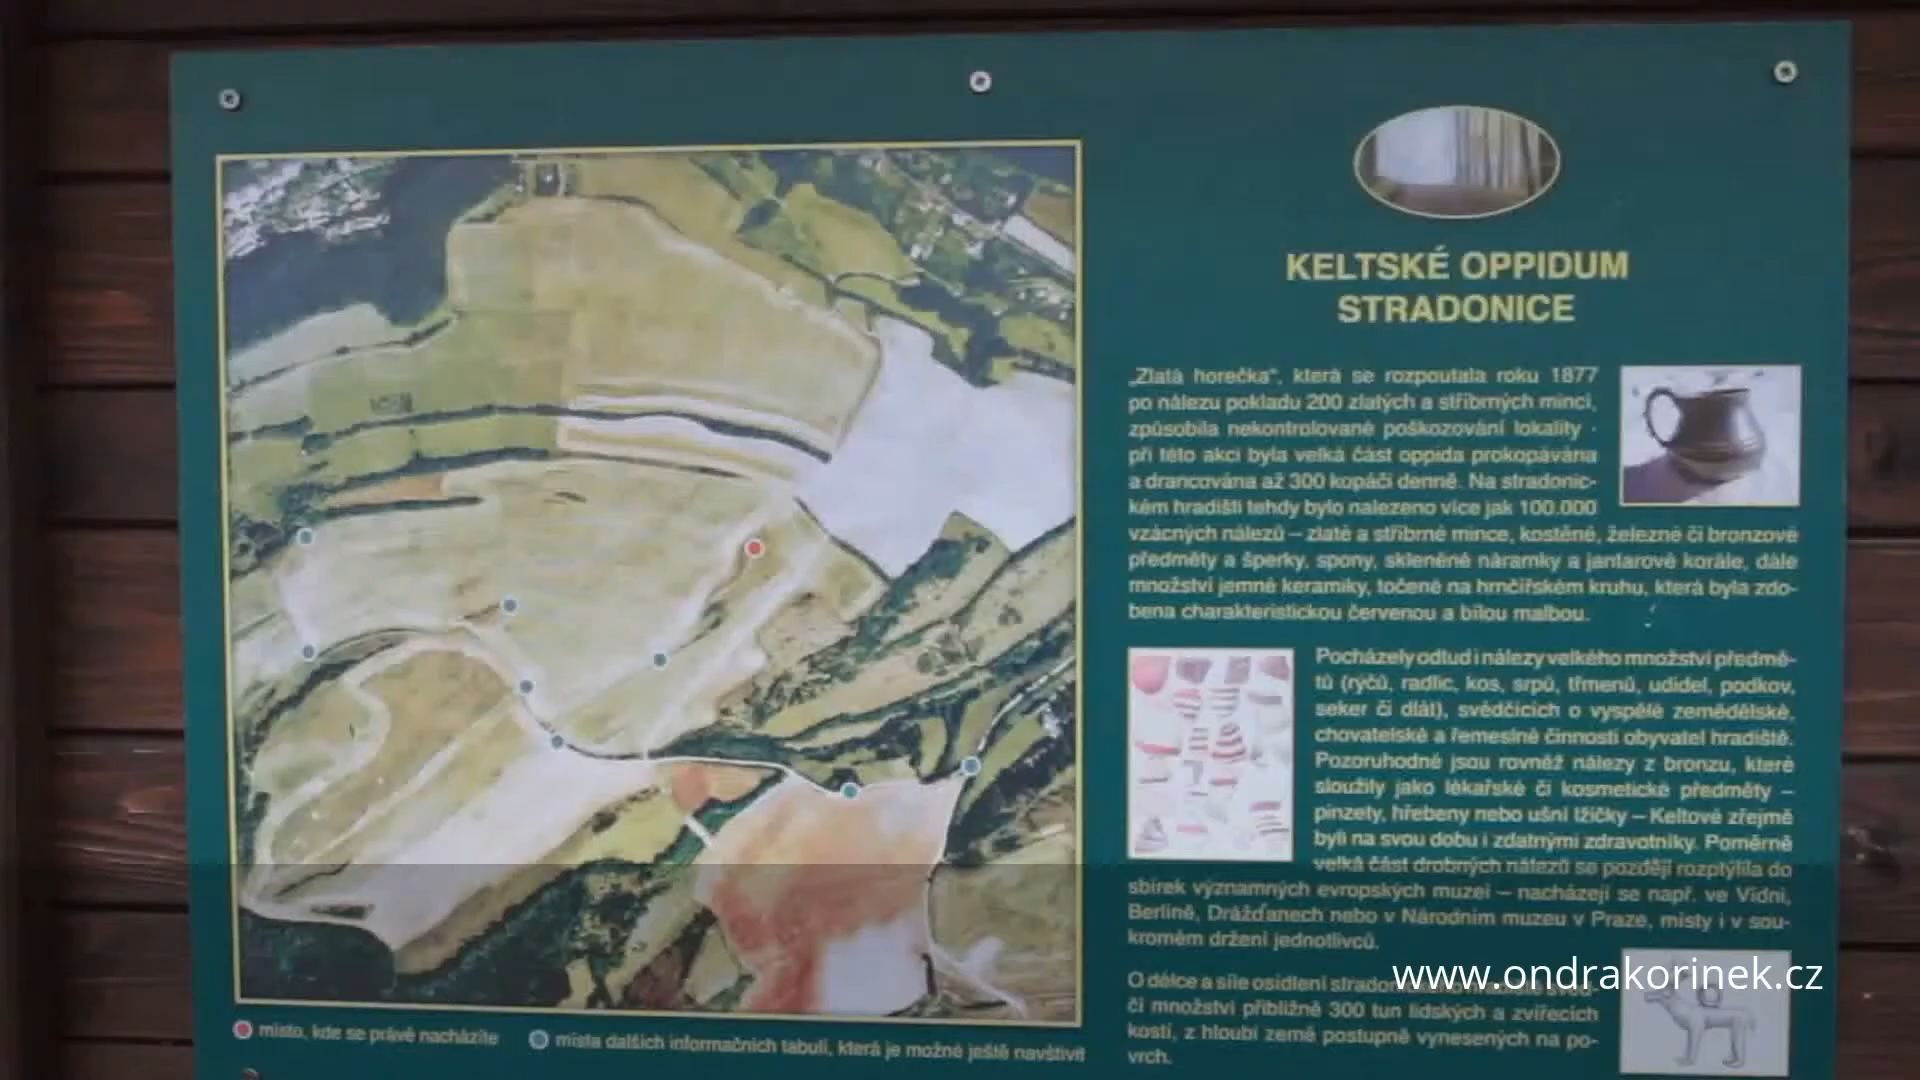 KELTSKÉ OPPIDUM
STRADONICE
„Zlatá horečka“, která se rozpoutala roku 1877
po nálezu pokladu 200 zlatých a stříbrných mincí,
způsobila nekontrolované poškozování lokality -
při této akci byla velká část oppida prokopávána
a drancována až 300 kopáči denně. Na stradonic-
kém hradišti tehdy bylo nalezeno více jak 100.000
vzácných nálezů – zlaté a stříbrné mince, kostěné, železné či bronzové
předměty a šperky, spony, skleněné náramky a jantarové korále, dále
množství jemné keramiky, točené na hrnčířském kruhu, která byla zdo-
bena charakteristickou červenou a bílou malbou.
Pocházely odtud i nálezy velkého množství předmě-
tů (rýčů, radlic, kos, srpů, třmenů, udidel, podkov,
seker či dlát), svědčících o vyspělé zemědělské,
chovatelské a řemeslné činnosti obyvatel hradiště.
Pozoruhodné jsou rovněž nálezy z bronzu, které
sloužily jako lékařské či kosmetické předměty –
pinzety, hřebeny nebo ušní lžičky – Keltové zřejmě
byli na svou dobu i zdatnými zdravotníky. Poměrně
velká část drobných nálezů se později rozptýlila do
sbírek významných evropských muzeí – nacházejí se např. ve Vídni,
Berlíně, Drážďanech nebo v Národním muzeu v Praze, místy i v sou-
kromém držení jednotlivců.
O délce a síle osídlení
či množství přibližně 300 tun lidských a zvířecích
kostí, z hloubi země postupně vynesených na po-
vrch.
www.ondrakorinek.cz
místo, kde se právě nacházíte
místa dalších informačních tabulí, která je možné ještě navštívit